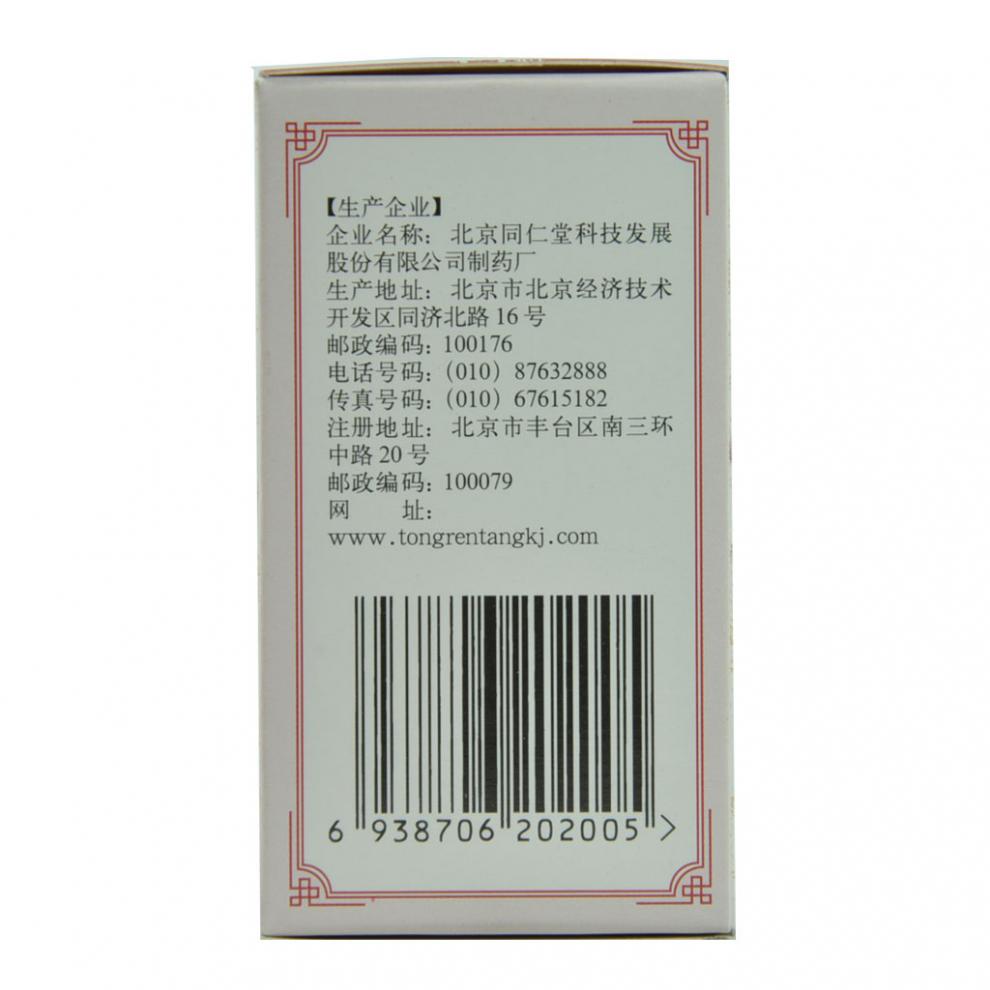 【生产企业】
企业名称：北京同仁堂科技发展
股份有限公司制药厂
生产地址：北京市北京经济技术
开发区同济北路16号
邮政编码：100176
电话号码：(010) 87632888
传真号码：(010) 67615182
注册地址：北京市丰台区南三环
中路20号
邮政编码：100079
网　　址：
www.tongrentangkj.com
6 938706 202005 >